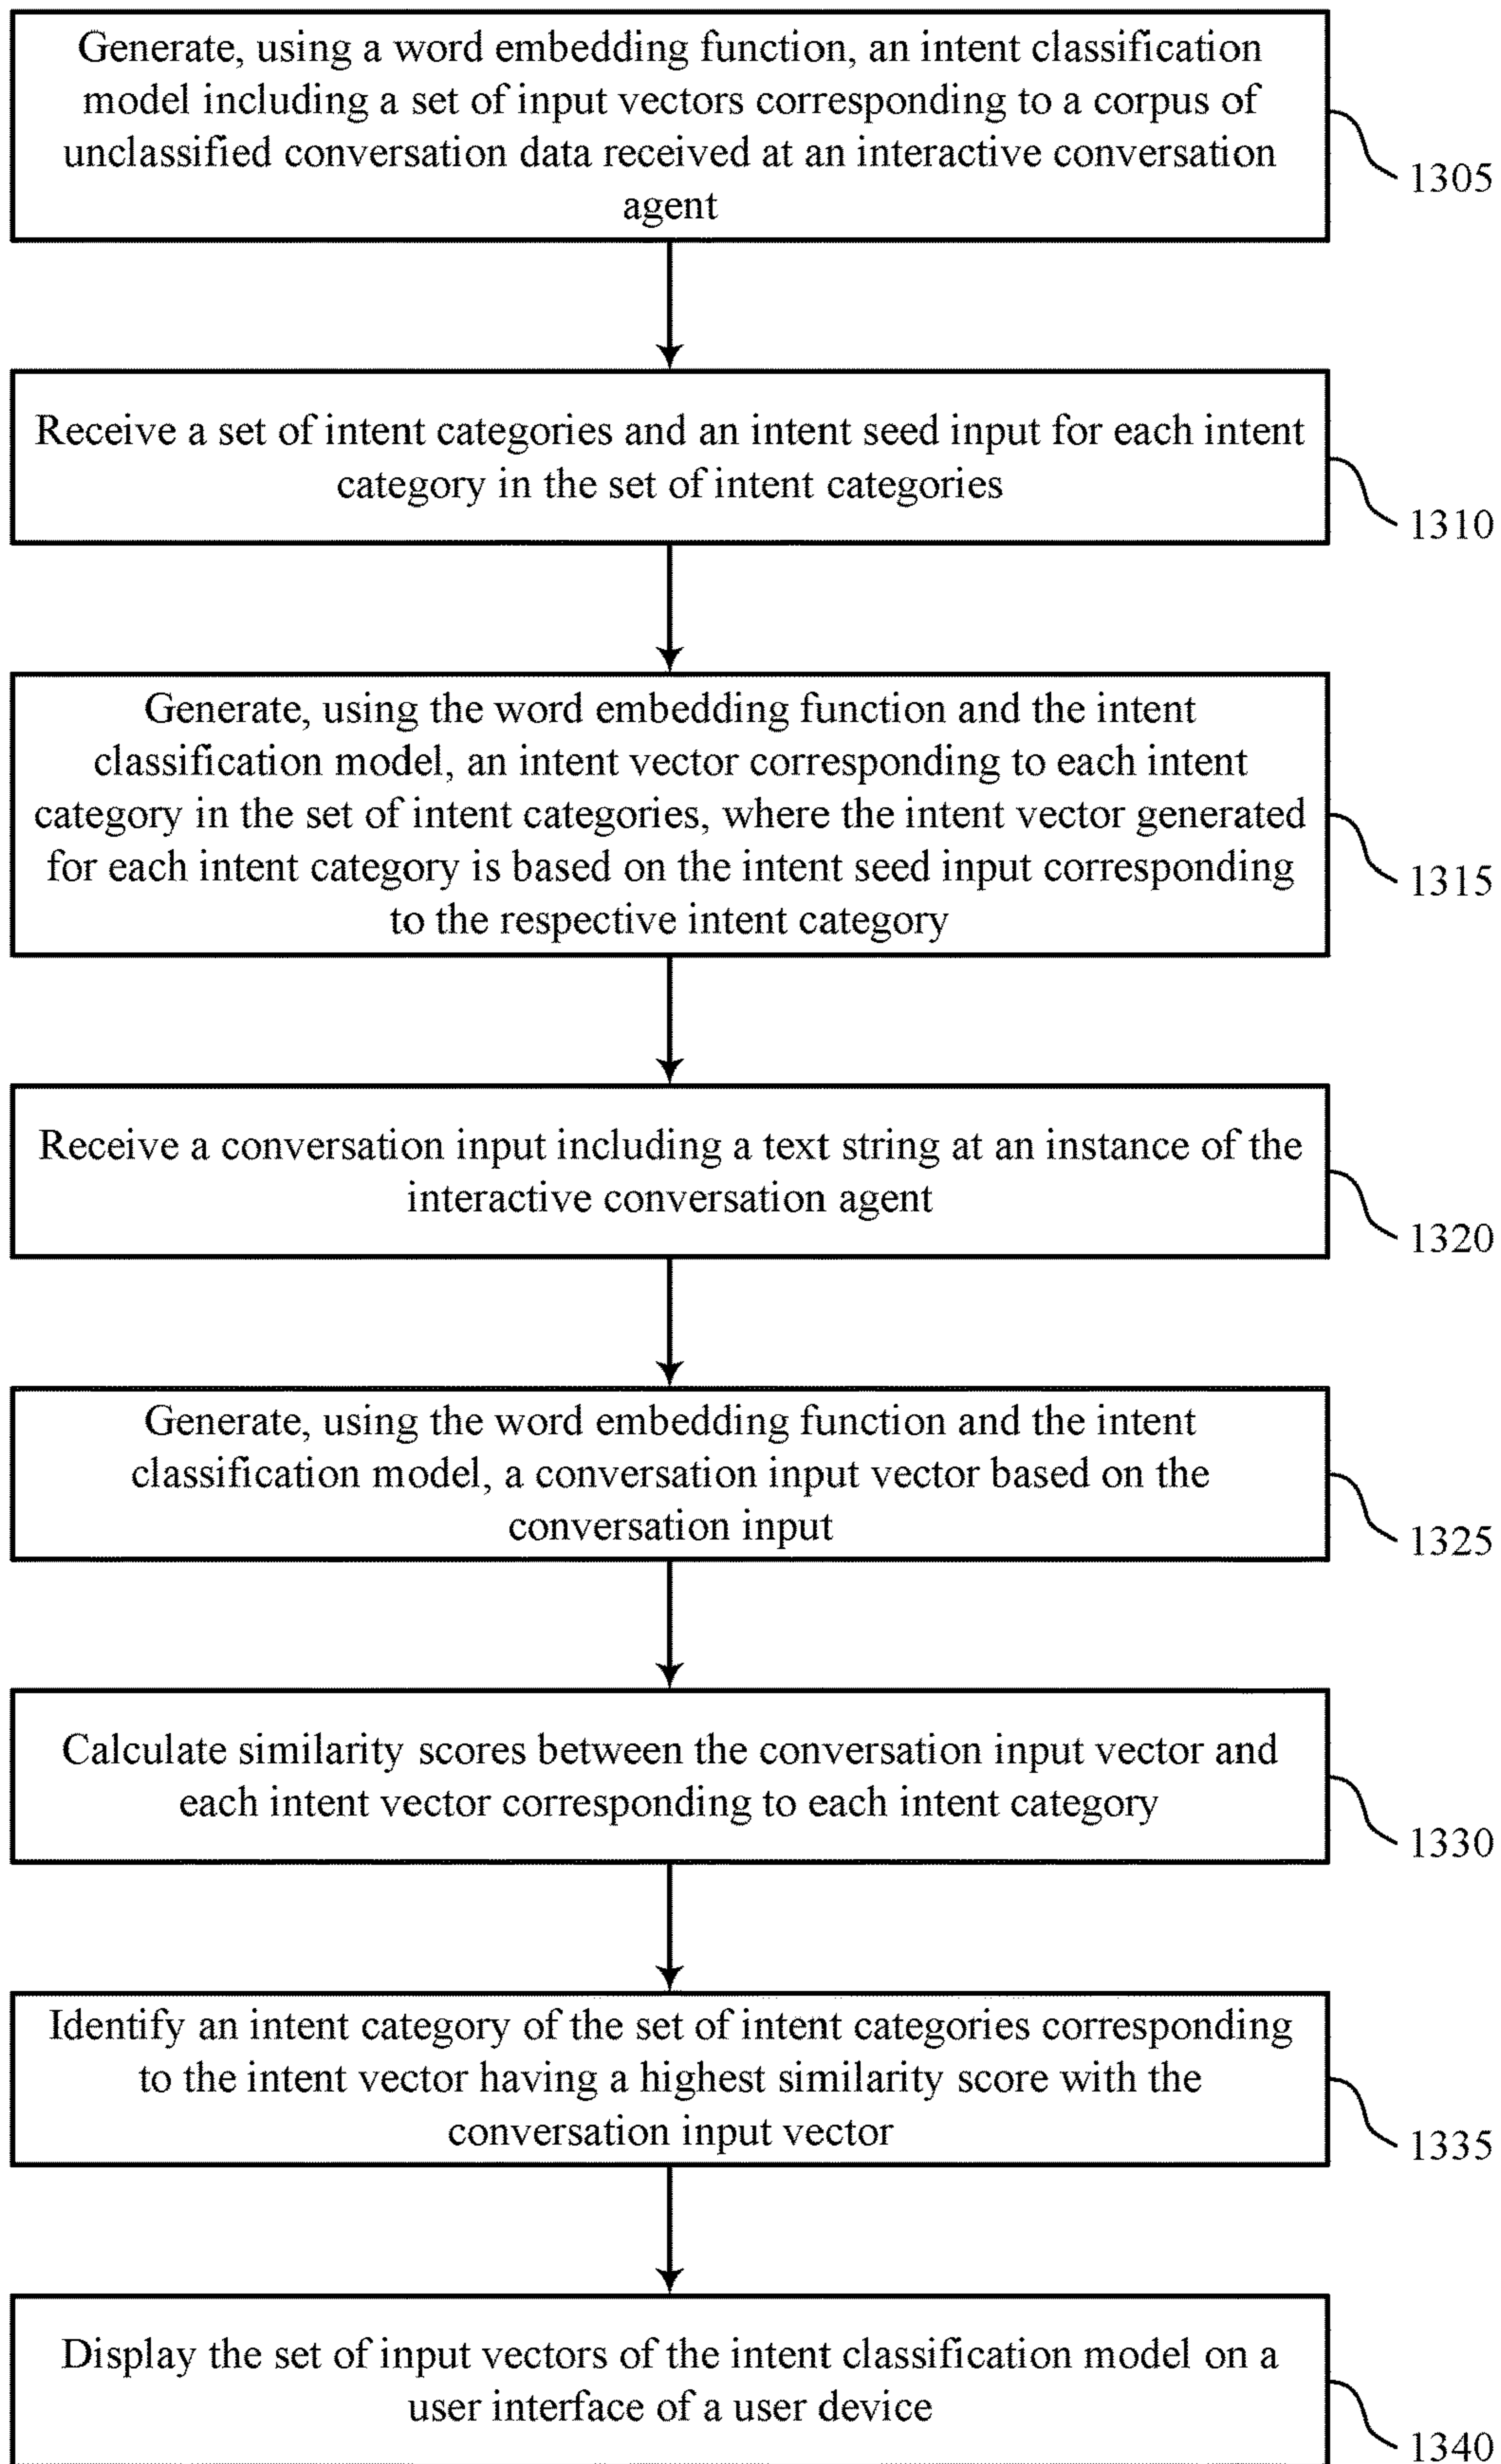 Generate, using a word embedding function, an intent classification
model including a set of input vectors corresponding to a corpus of
unclassified conversation data received at an interactive conversation
agent
1305
Receive a set of intent categories and an intent seed input for each intent
category in the set of intent categories
1310
Generate, using the word embedding function and the intent
classification model, an intent vector corresponding to each intent
category in the set of intent categories, where the intent vector generated
for each intent category is based on the intent seed input corresponding
to the respective intent category
1315
Receive a conversation input including a text string at an instance of the
interactive conversation agent
1320
Generate, using the word embedding function and the intent
classification model, a conversation input vector based on the
conversation input
1325
Calculate similarity scores between the conversation input vector and
each intent vector corresponding to each intent category
1330
Identify an intent category of the set of intent categories corresponding
to the intent vector having a highest similarity score with the
conversation input vector
1335
Display the set of input vectors of the intent classification model on a
user interface of a user device
1340